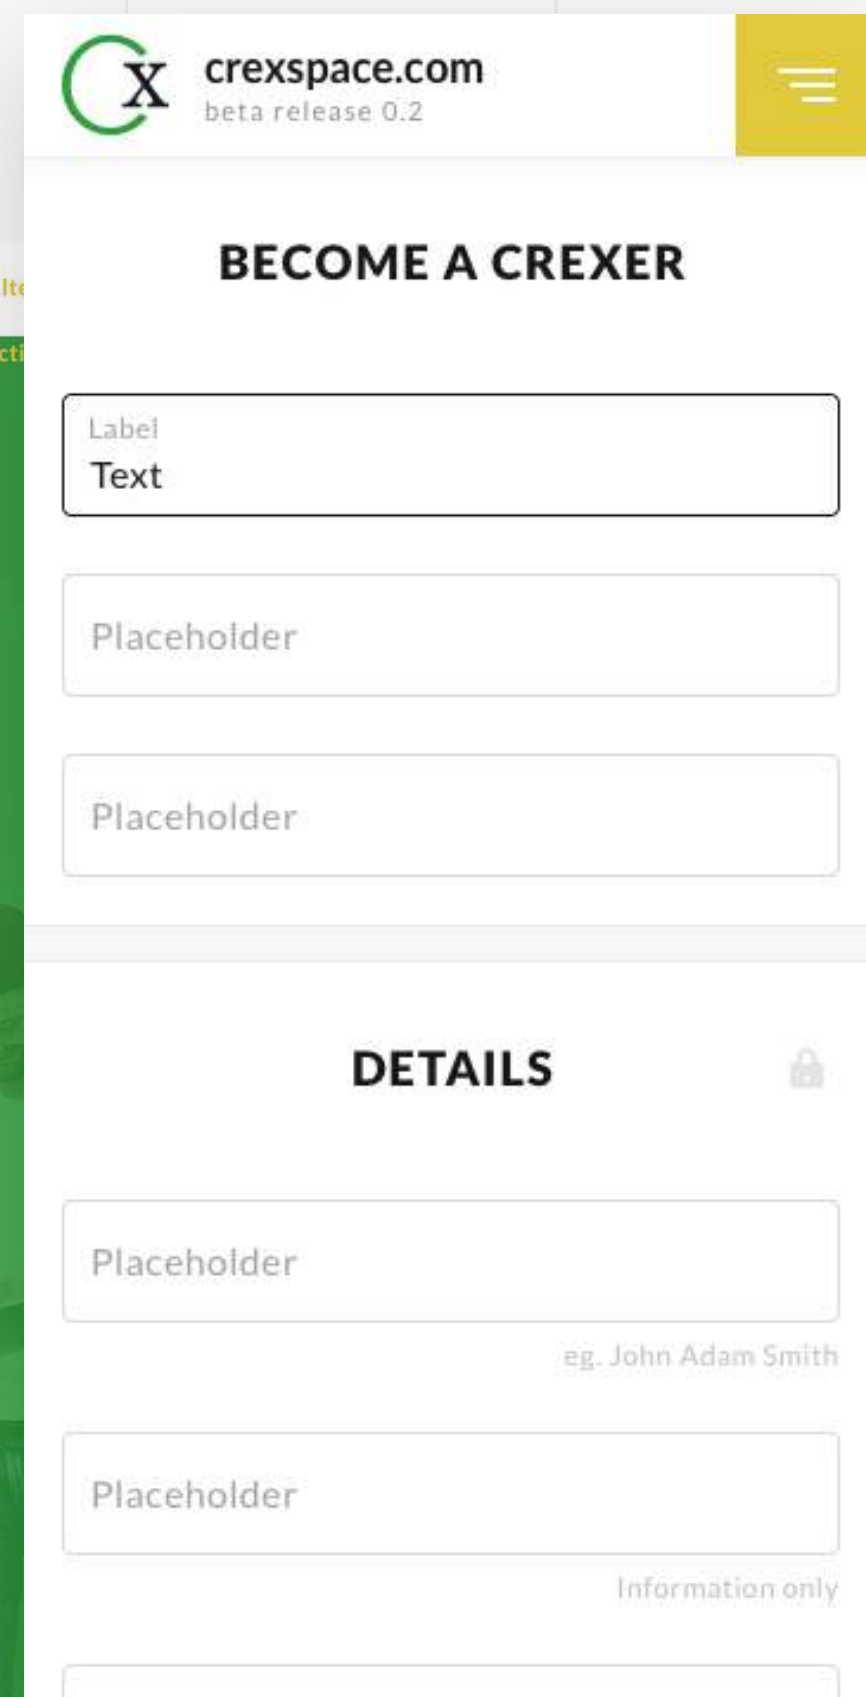 Cx
crexspace.com
beta release 0.2
BECOME A CREXER
Label
Text
Placeholder
Placeholder
DETAILS
Placeholder
eg. John Adam Smith
Placeholder
Information only